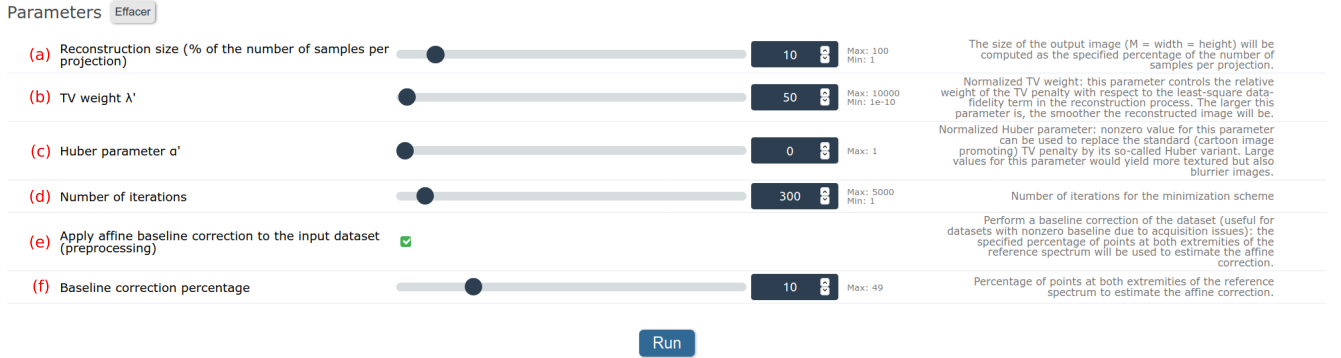 Parameters Effacer
(a) Reconstruction size (% of the number of samples per
projection)
10
Max: 100
Min: 1
The size of the output image (M = width = height) will be
computed as the specified percentage of the number of
samples per projection.
(b) TV weight λ'
50
Max: 10000
Min: 1e-10
Normalized TV weight: this parameter controls the relative
weight of the TV penalty with respect to the least-square data-
fidelity term in the reconstruction process. The larger this
parameter is, the smoother the reconstructed image will be.
(c) Huber parameter α'
0
Max: 1
Normalized Huber parameter: nonzero value for this parameter
can be used to replace the standard (cartoon image
promoting) TV penalty by its so-called Huber variant. Large
values for this parameter would yield more textured but also
blurrier images.
(d) Number of iterations
300
Max: 5000
Min: 1
Number of iterations for the minimization scheme
(e) Apply affine baseline correction to the input dataset
(preprocessing)
Perform a baseline correction of the dataset (useful for
datasets with nonzero baseline due to acquisition issues): the
specified percentage of points at both extremities of the
reference spectrum will be used to estimate the affine
correction.
(f) Baseline correction percentage
10
Max: 49
Percentage of points at both extremities of the reference
spectrum to estimate the affine correction.
Run